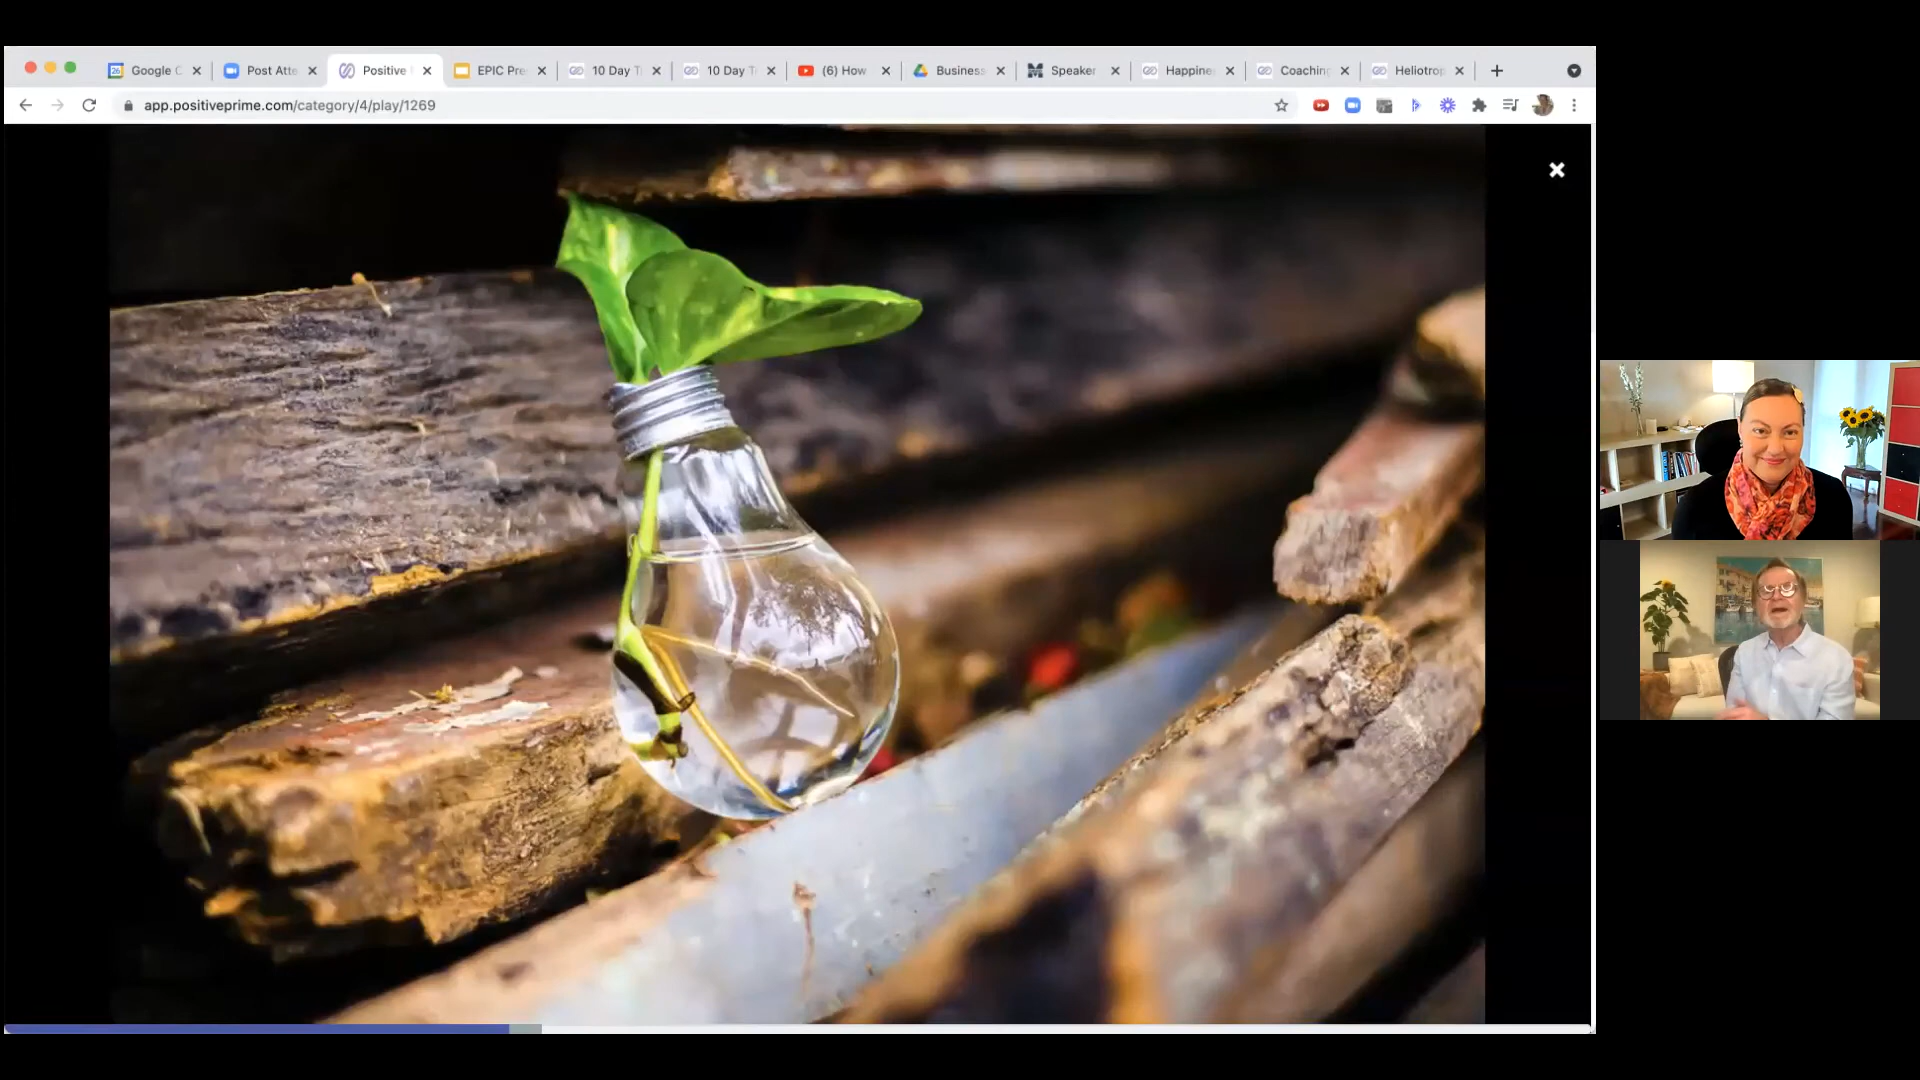 Google C
Post Atte
Positive
EPIC Pre
10 Day T
10 Day T
(6) How
Business
Speaker
Happine
Coaching
Heliotrop
app.positiveprime.com/category/4/play/1269